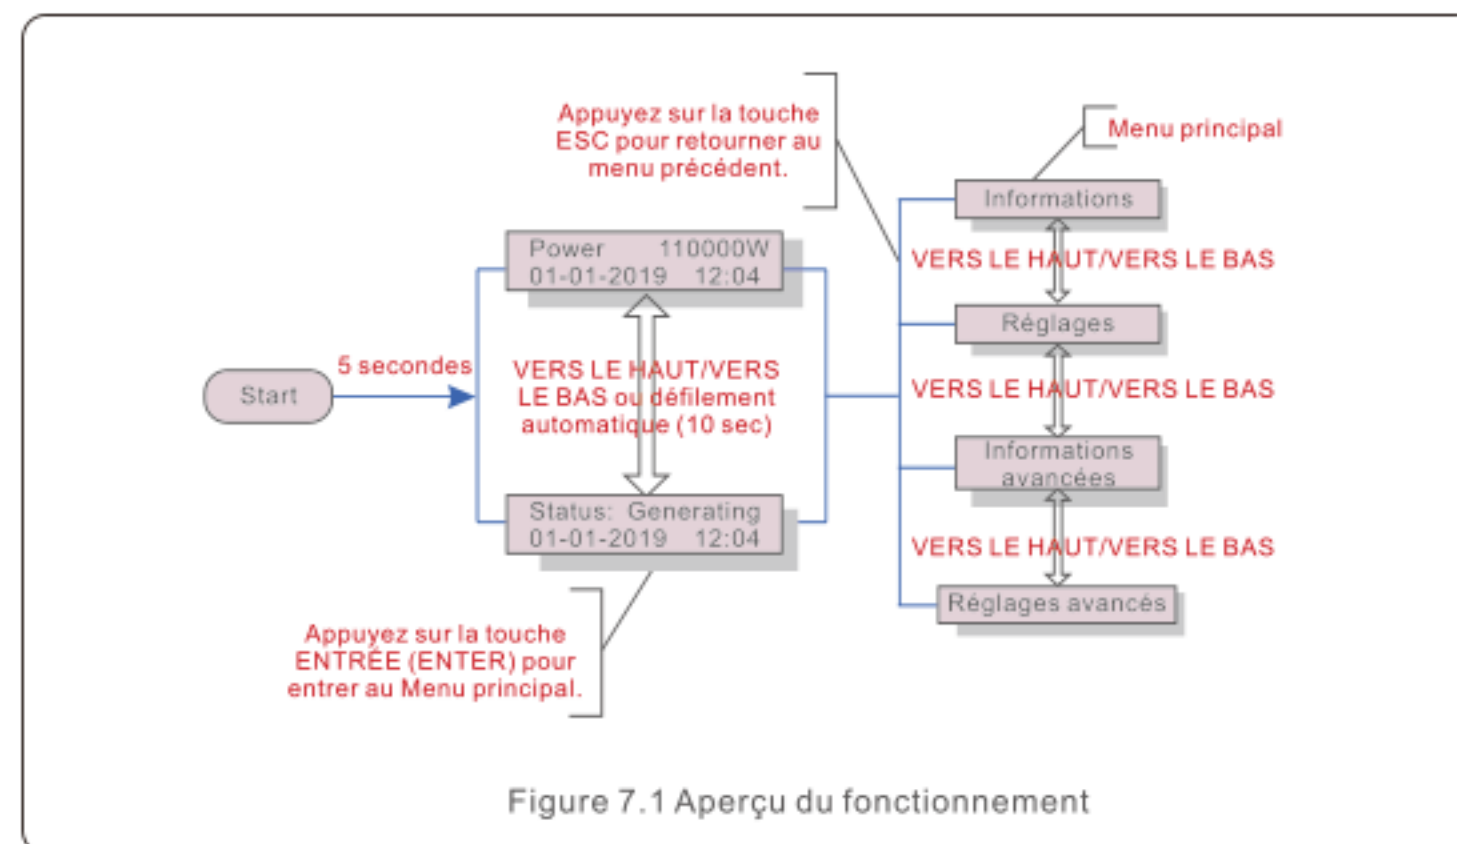 Appuyez sur la touche
ESC pour retourner au
menu précédent.
Menu principal
Informations
Power 110000W
01-01-2019 12:04
VERS LE HAUT/VERS LE BAS
Réglages
5 secondes
Start
VERS LE HAUT/VERS
LE BAS ou défilement
automatique (10 sec)
VERS LE HAUT/VERS LE BAS
Informations
avancées
Status: Generating
01-01-2019 12:04
VERS LE HAUT/VERS LE BAS
Réglages avancés
Appuyez sur la touche
ENTRÉE (ENTER) pour
entrer au Menu principal.
Figure 7.1 Aperçu du fonctionnement